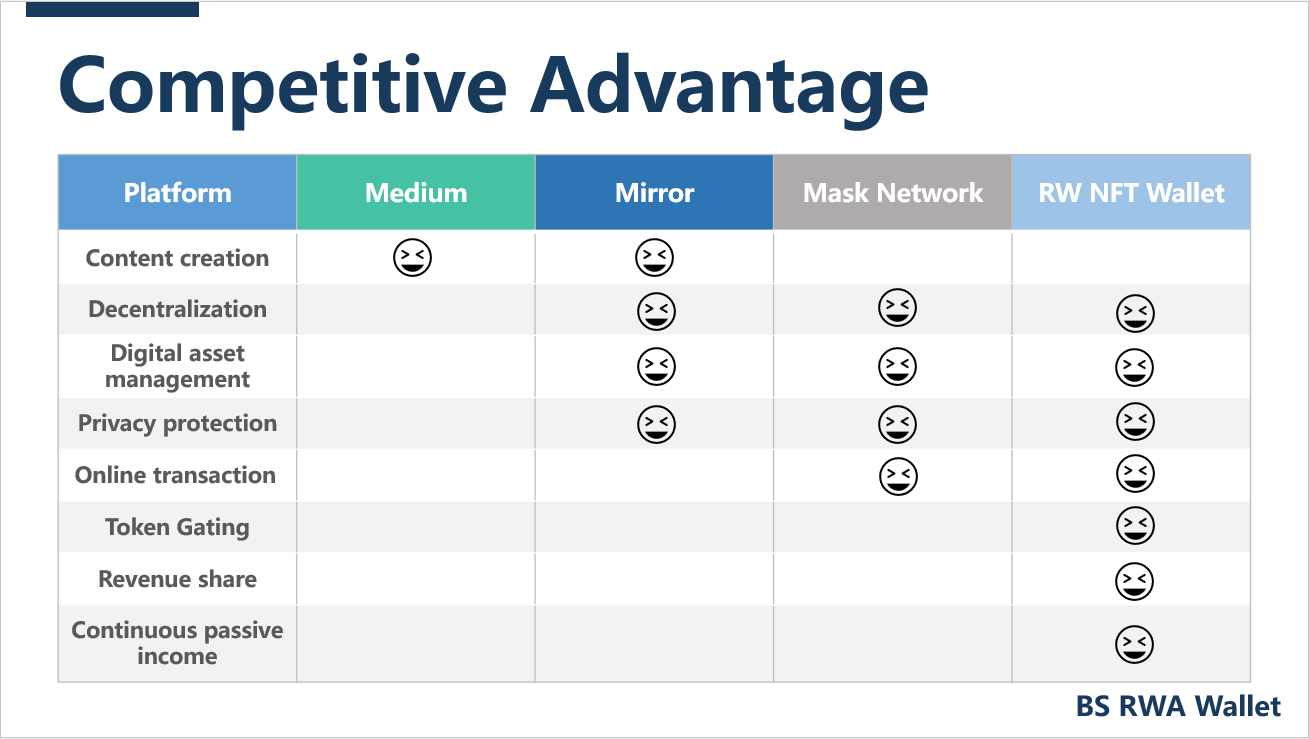 Competitive Advantage
Platform Medium Mirror Mask Network RW NFT Wallet
Content creation
Decentralization
Digital asset
management
Privacy protection
Online transaction
Token Gating
Revenue share
Continuous passive
income
BS RWA Wallet